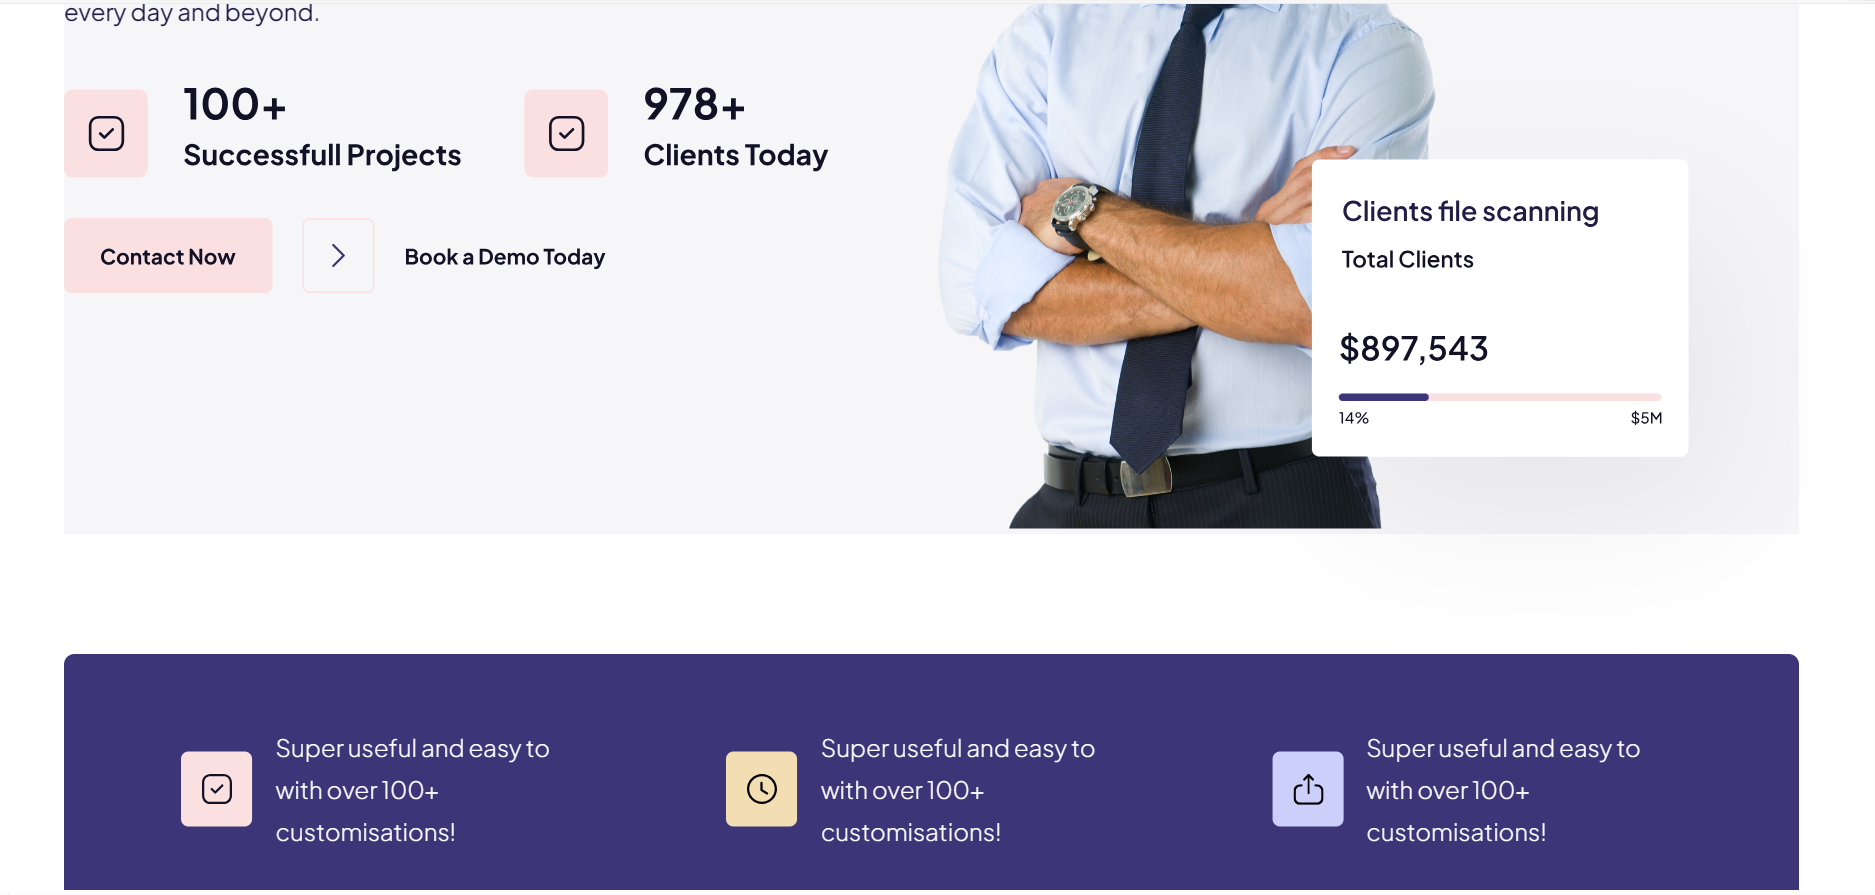 every day and beyond.
100+
Successfull Projects
978+
Clients Today
Contact Now
Book a Demo Today
Clients file scanning
Total Clients
$897,543
14%
$5M
Super useful and easy to
with over 100+
customisations!
Super useful and easy to
with over 100+
customisations!
Super useful and easy to
with over 100+
customisations!